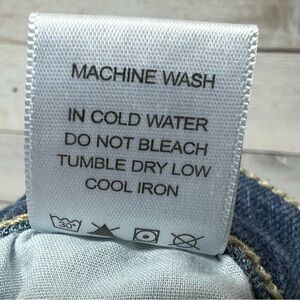 MACHINE WASH
IN COLD WATER
DO NOT BLEACH
TUMBLE DRY LOW
COOL IRON
30°